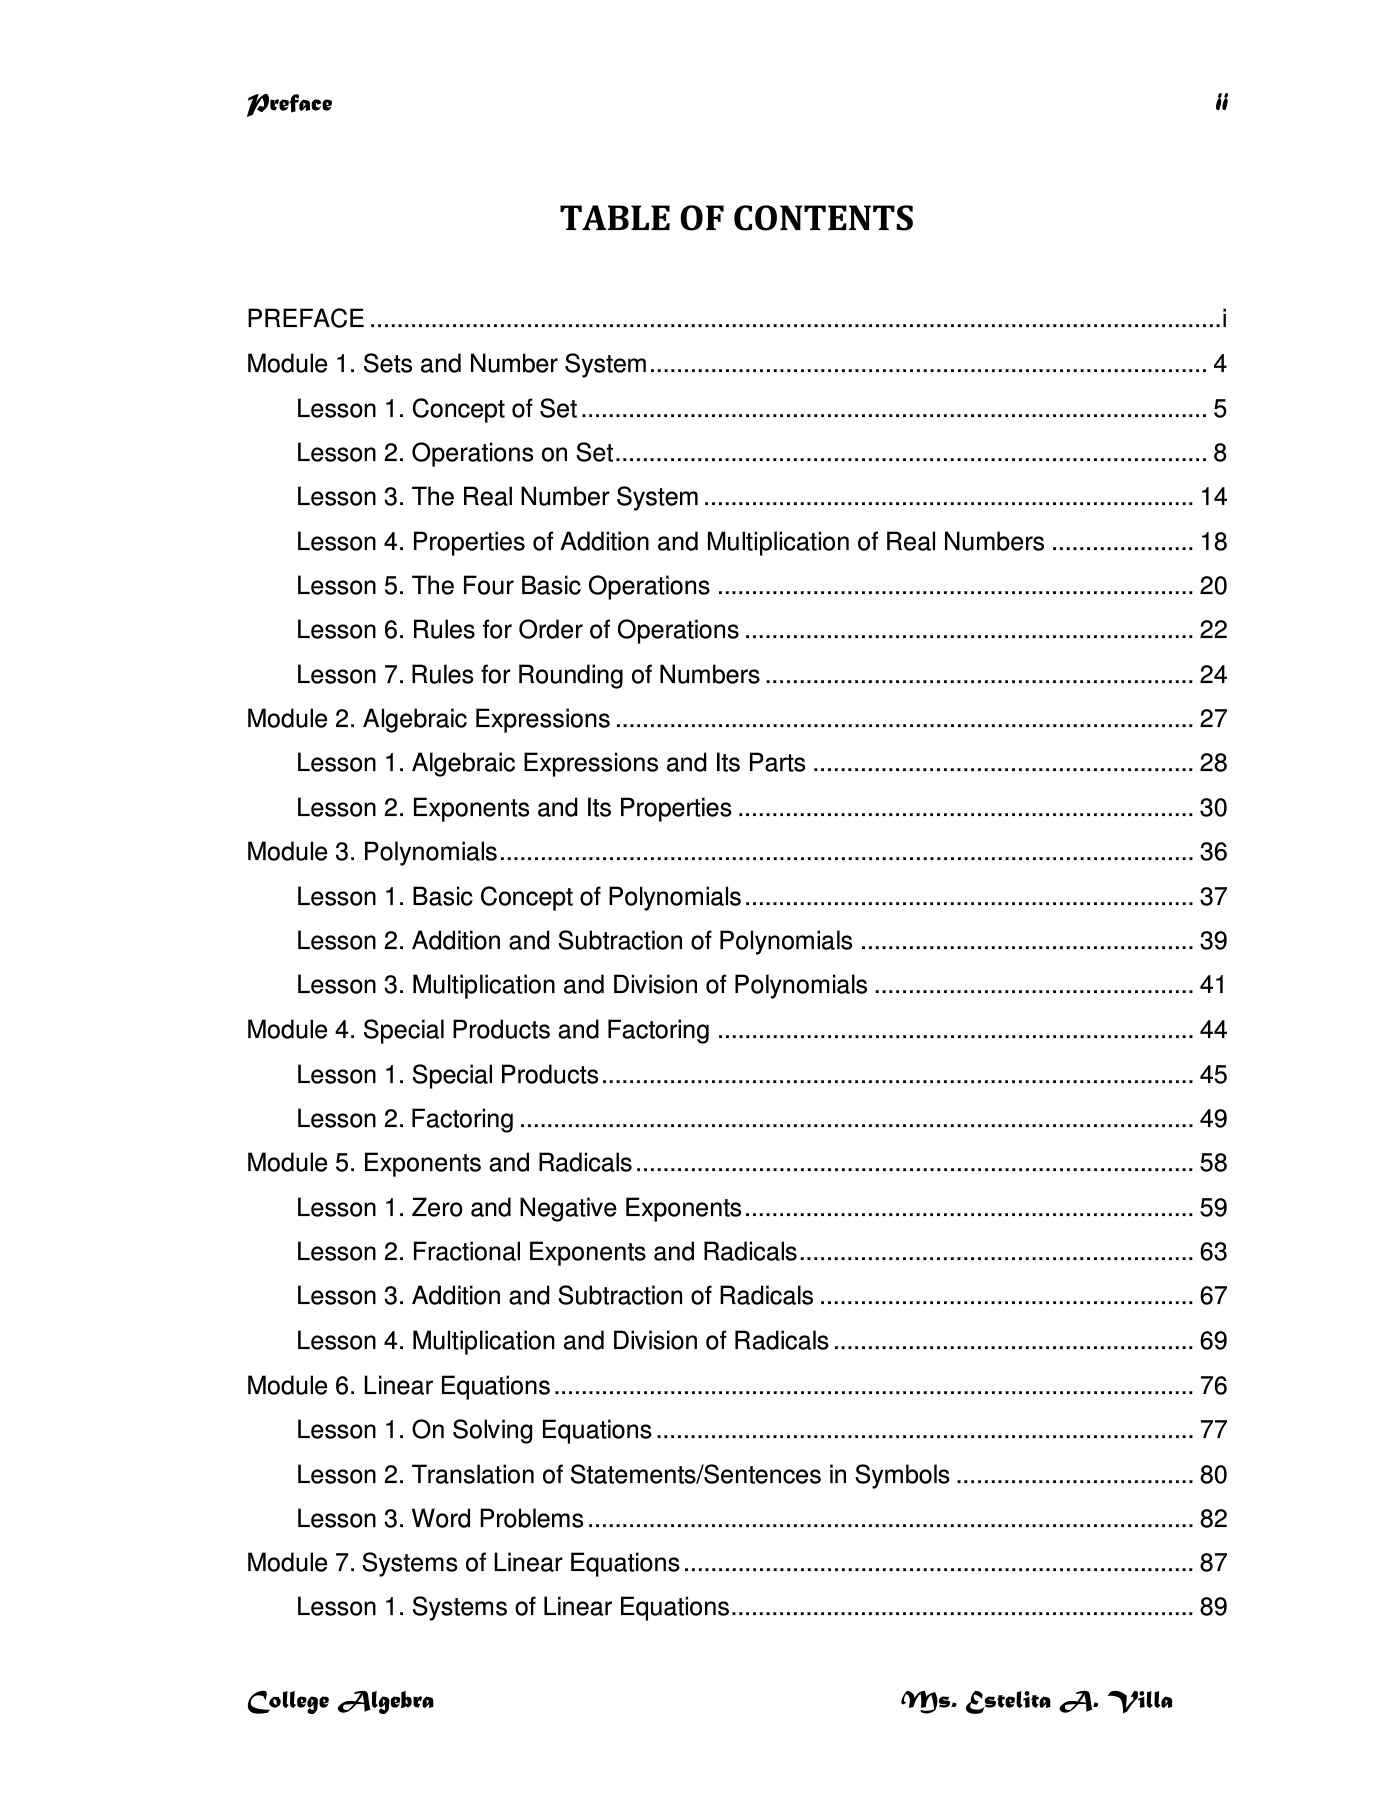 Preface ii
TABLE OF CONTENTS
PREFACE ........................................................................................................................... i
Module 1. Sets and Number System ................................................................................. 4
Lesson 1. Concept of Set ........................................................................................... 5
Lesson 2. Operations on Set ...................................................................................... 8
Lesson 3. The Real Number System ....................................................................... 14
Lesson 4. Properties of Addition and Multiplication of Real Numbers ..................... 18
Lesson 5. The Four Basic Operations ..................................................................... 20
Lesson 6. Rules for Order of Operations ................................................................. 22
Lesson 7. Rules for Rounding of Numbers .............................................................. 24
Module 2. Algebraic Expressions .................................................................................... 27
Lesson 1. Algebraic Expressions and Its Parts ........................................................ 28
Lesson 2. Exponents and Its Properties .................................................................. 30
Module 3. Polynomials ..................................................................................................... 36
Lesson 1. Basic Concept of Polynomials ................................................................. 37
Lesson 2. Addition and Subtraction of Polynomials ................................................. 39
Lesson 3. Multiplication and Division of Polynomials ............................................... 41
Module 4. Special Products and Factoring ..................................................................... 44
Lesson 1. Special Products ...................................................................................... 45
Lesson 2. Factoring .................................................................................................. 49
Module 5. Exponents and Radicals ................................................................................. 58
Lesson 1. Zero and Negative Exponents ................................................................. 59
Lesson 2. Fractional Exponents and Radicals ......................................................... 63
Lesson 3. Addition and Subtraction of Radicals ....................................................... 67
Lesson 4. Multiplication and Division of Radicals .................................................... 69
Module 6. Linear Equations ............................................................................................. 76
Lesson 1. On Solving Equations .............................................................................. 77
Lesson 2. Translation of Statements/Sentences in Symbols ................................... 80
Lesson 3. Word Problems ........................................................................................ 82
Module 7. Systems of Linear Equations .......................................................................... 87
Lesson 1. Systems of Linear Equations ................................................................... 89
College Algebra Ms. Estelita A. Villa